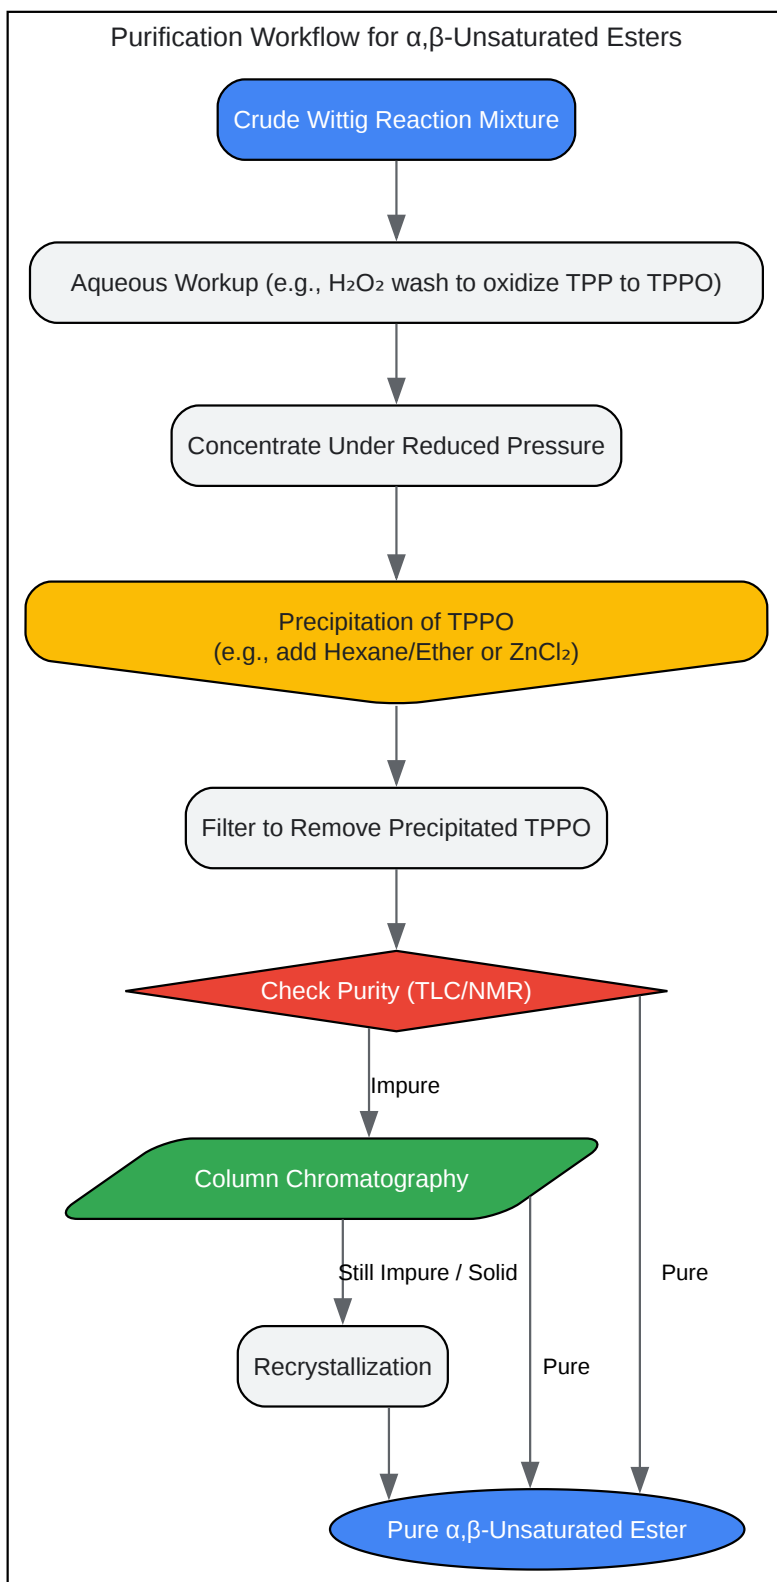 Purification Workflow for α,β-Unsaturated Esters
Crude Wittig Reaction Mixture
Aqueous Workup (e.g., H₂O₂ wash to oxidize TPP to TPPO)
Concentrate Under Reduced Pressure
Precipitation of TPPO
(e.g., add Hexane/Ether or ZnCl₂)
Filter to Remove Precipitated TPPO
Check Purity (TLC/NMR)
Impure
Column Chromatography
Still Impure / Solid
Pure
Recrystallization
Pure
Pure α,β-Unsaturated Ester